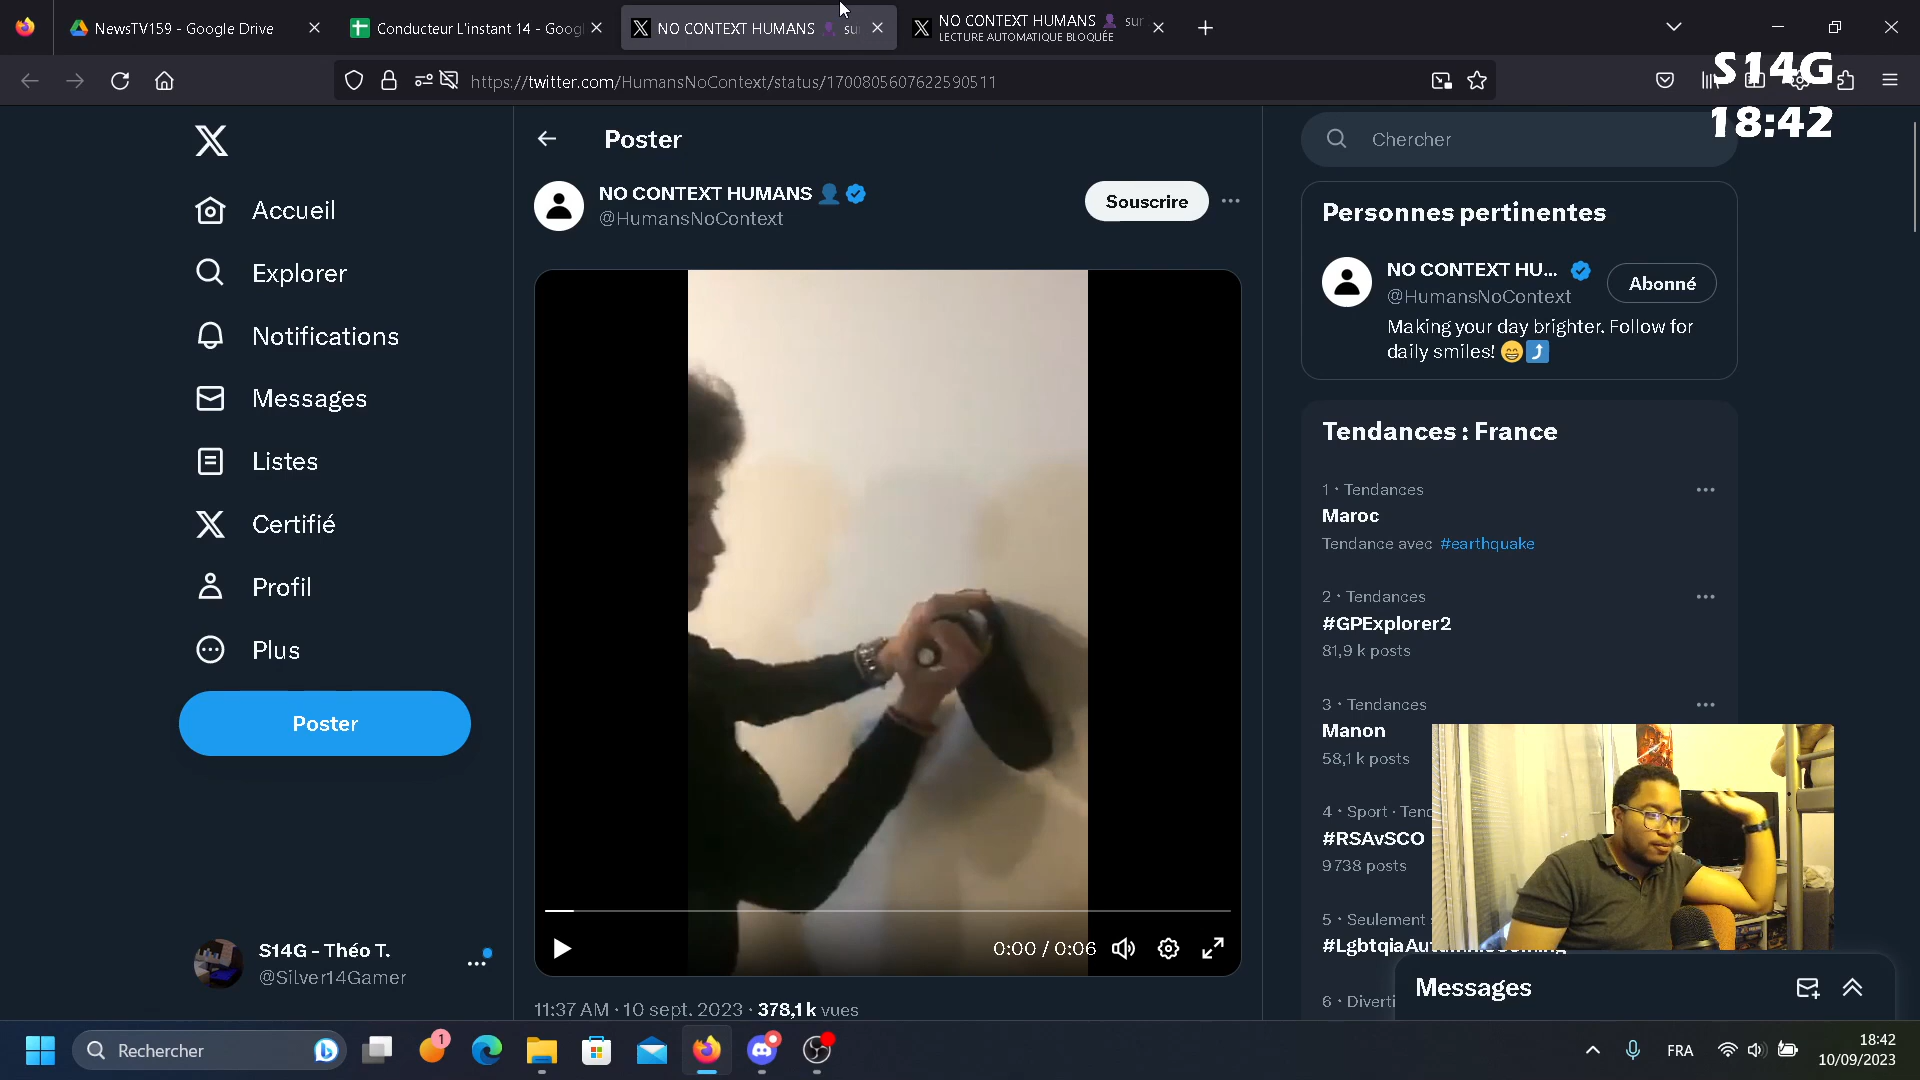 NewsTV159 - Google Drive
Conducteur L'instant 14 - Goog
NO CONTEXT HUMANS 👤 su
NO CONTEXT HUMANS 👤 sur
LECTURE AUTOMATIQUE BLOQUÉE
https://twitter.com/HumansNoContext/status/1700805607622590511
S14G
18:42
Accueil
Explorer
Notifications
Messages
Listes
Certifié
Profil
Plus
Poster
S14G - Théo T.
@Silver14Gamer
Poster
NO CONTEXT HUMANS 👤
@HumansNoContext
Souscrire
0:00 / 0:06
11:37 AM · 10 sept. 2023 · 378,1 k vues
Chercher
Personnes pertinentes
NO CONTEXT HU...
@HumansNoContext
Abonné
Making your day brighter. Follow for
daily smiles! 😁⤴️
Tendances : France
1 · Tendances
Maroc
Tendance avec #earthquake
2 · Tendances
#GPExplorer2
81,9 k posts
3 · Tendances
Manon
58,1 k posts
4 · Sport · Tend
#RSAvSCO
9 738 posts
5 · Seulement
6 · Diverti
Messages
Rechercher
1
FRA
18:42
10/09/2023